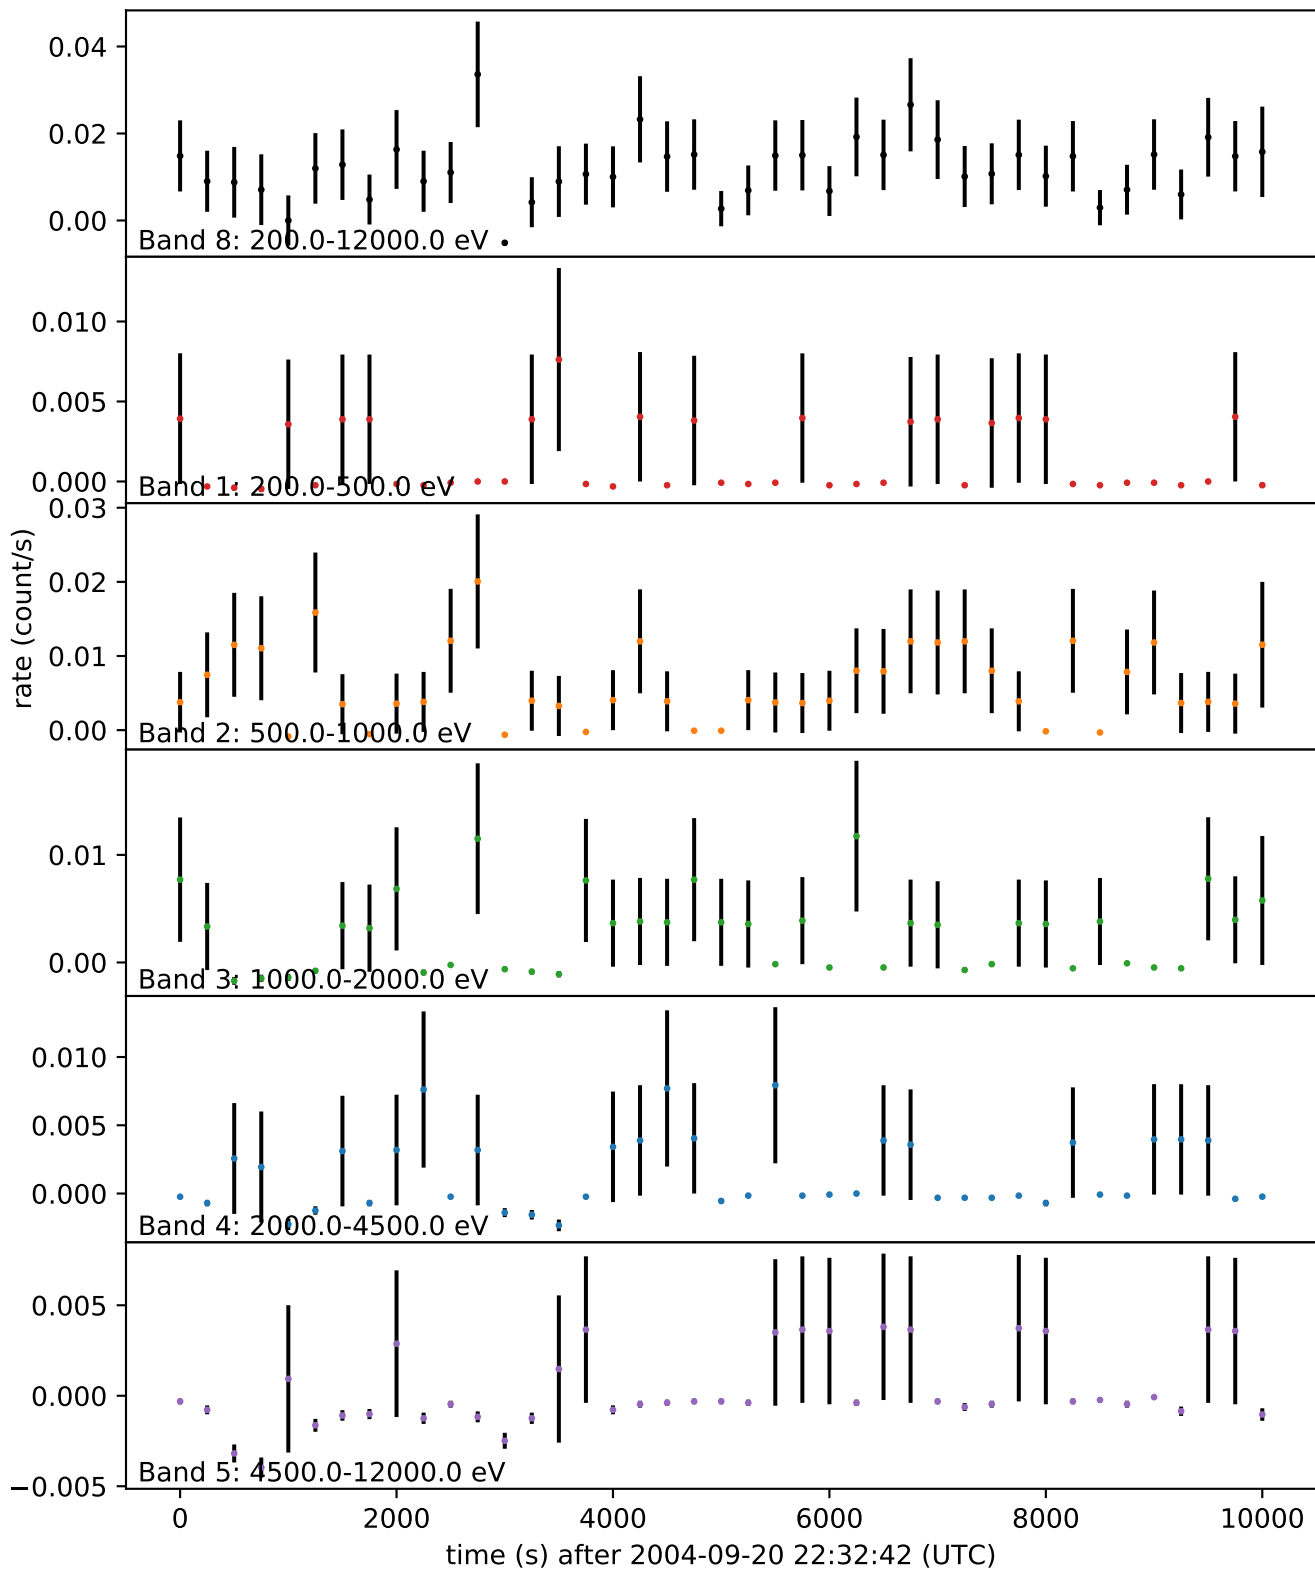 0.04
0.02
0.00
Band 8: 200.0-12000.0 eV
0.010
0.005
0.000
Band 1: 200.0-500.0 eV
0.03
0.02
0.01
0.00
Band 2: 500.0-1000.0 eV
rate (count/s)
0.01
0.00
Band 3: 1000.0-2000.0 eV
0.010
0.005
0.000
Band 4: 2000.0-4500.0 eV
0.005
0.000
−0.005
Band 5: 4500.0-12000.0 eV
0 2000 4000 6000 8000 10000
time (s) after 2004-09-20 22:32:42 (UTC)